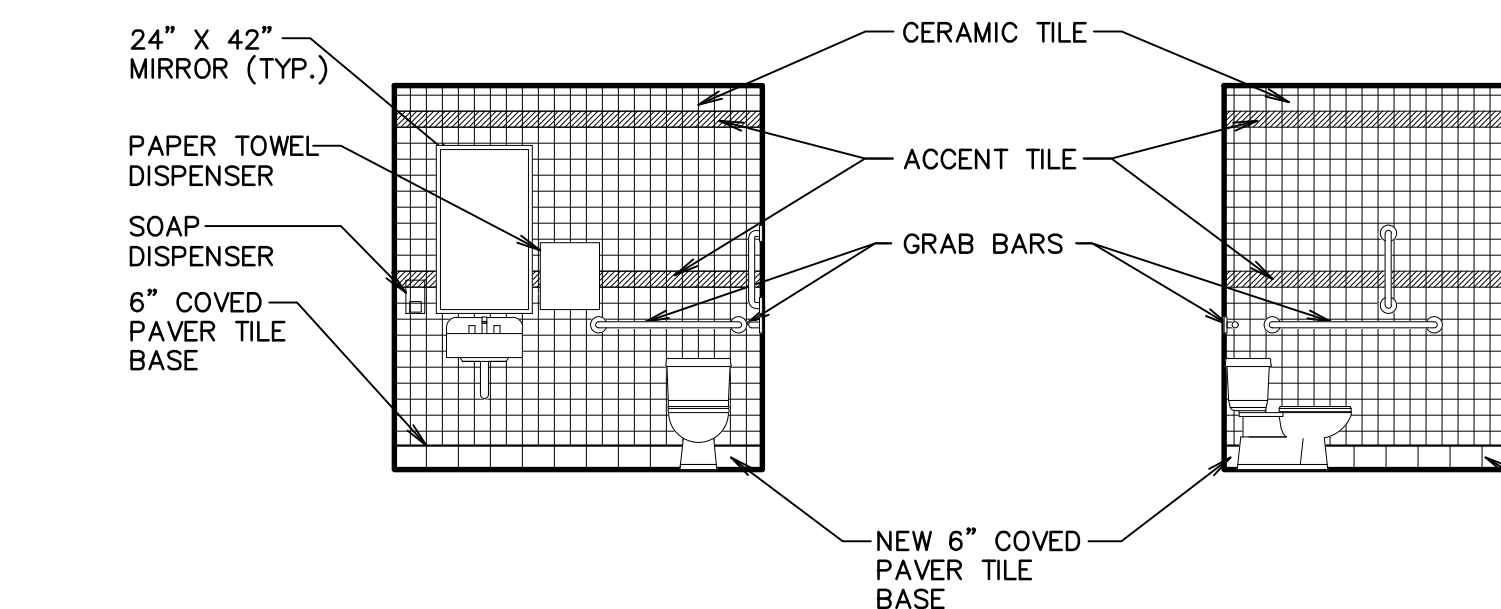 24” X 42”
MIRROR (TYP.)
PAPER TOWEL
DISPENSER
SOAP
DISPENSER
6” COVED
PAVER TILE
BASE
CERAMIC TILE
ACCENT TILE
GRAB BARS
NEW 6” COVED
PAVER TILE
BASE